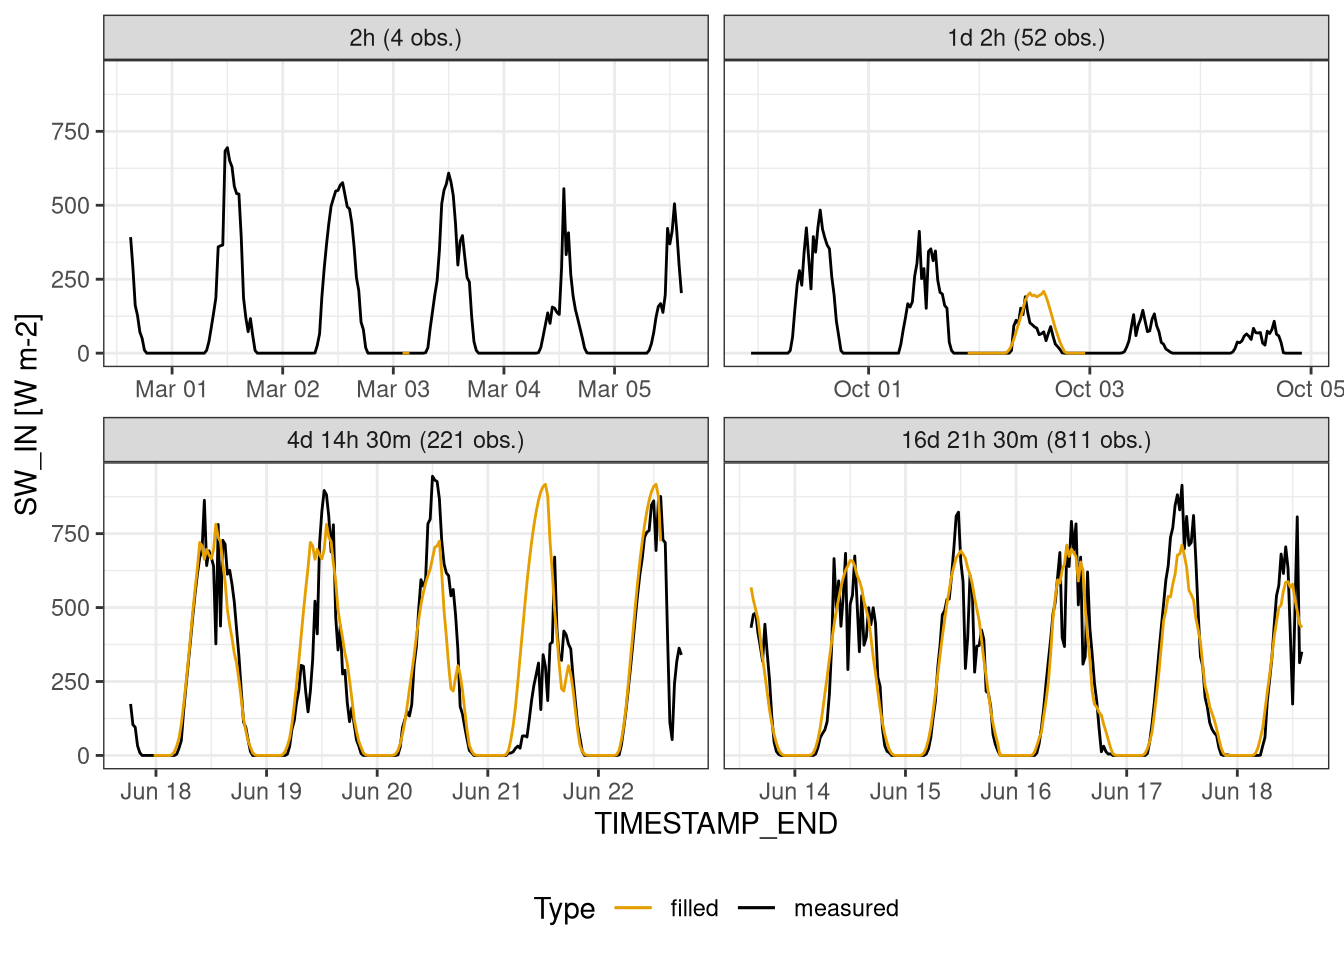 2h (4 obs.)
1d 2h (52 obs.)
750
500
250
0
Mar 01 Mar 02 Mar 03 Mar 04 Mar 05
Oct 01 Oct 03 Oct 05
SW_IN [W m-2]
4d 14h 30m (221 obs.)
16d 21h 30m (811 obs.)
750
500
250
0
Jun 18 Jun 19 Jun 20 Jun 21 Jun 22
Jun 14 Jun 15 Jun 16 Jun 17 Jun 18
TIMESTAMP_END
Type filled measured